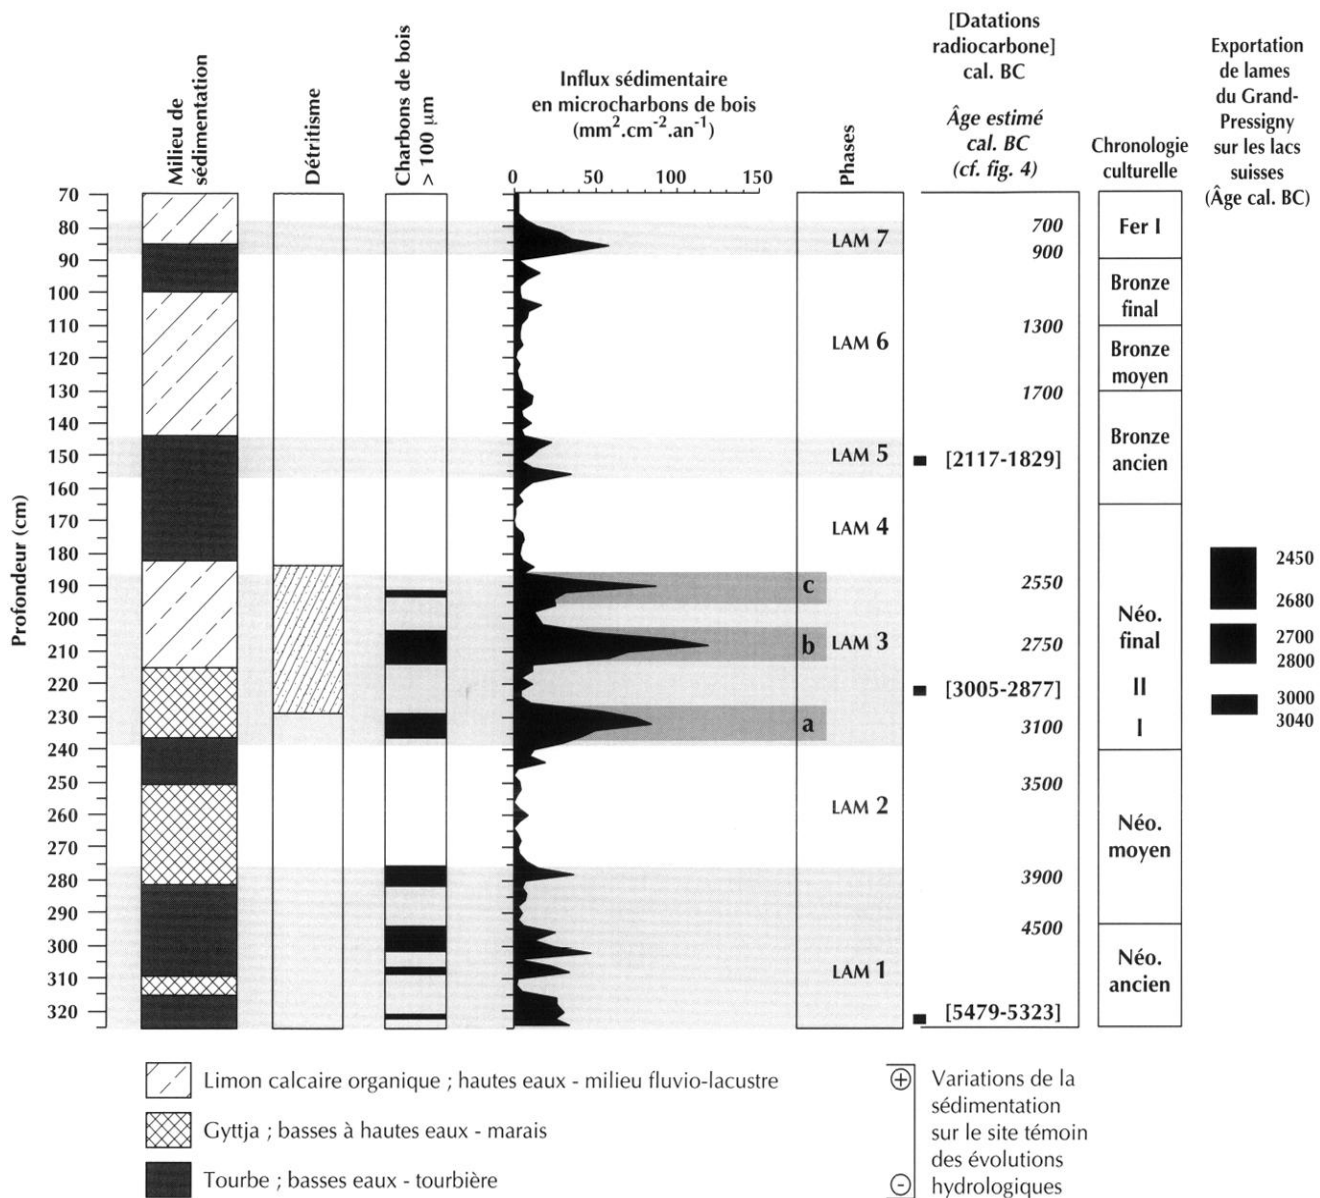 Milieu de
sédimentation
Détritisme
Charbons de bois
> 100 µm
Influx sédimentaire
en microcharbons de bois
(mm².cm⁻².an⁻¹)
Phases
[Datations
radiocarbone]
cal. BC
Âge estimé
cal. BC
(cf. fig. 4)
Chronologie
culturelle
Exportation
de lames
du Grand-
Pressigny
sur les lacs
suisses
(Âge cal. BC)
0 50 100 150
Profondeur (cm)
70
80
90
100
110
120
130
140
150
160
170
180
190
200
210
220
230
240
250
260
270
280
290
300
310
320
LAM 7
LAM 6
LAM 5
LAM 4
c
b
LAM 3
a
LAM 2
LAM 1
700
900
1300
1700
[2117-1829]
2550
2750
[3005-2877]
3100
3500
3900
4500
[5479-5323]
Fer I
Bronze
final
Bronze
moyen
Bronze
ancien
Néo.
final
II
I
Néo.
moyen
Néo.
ancien
2450
2680
2700
2800
3000
3040
Limon calcaire organique ; hautes eaux - milieu fluvio-lacustre
Gyttja ; basses à hautes eaux - marais
Tourbe ; basses eaux - tourbière
+
-
Variations de la
sédimentation
sur le site témoin
des évolutions
hydrologiques